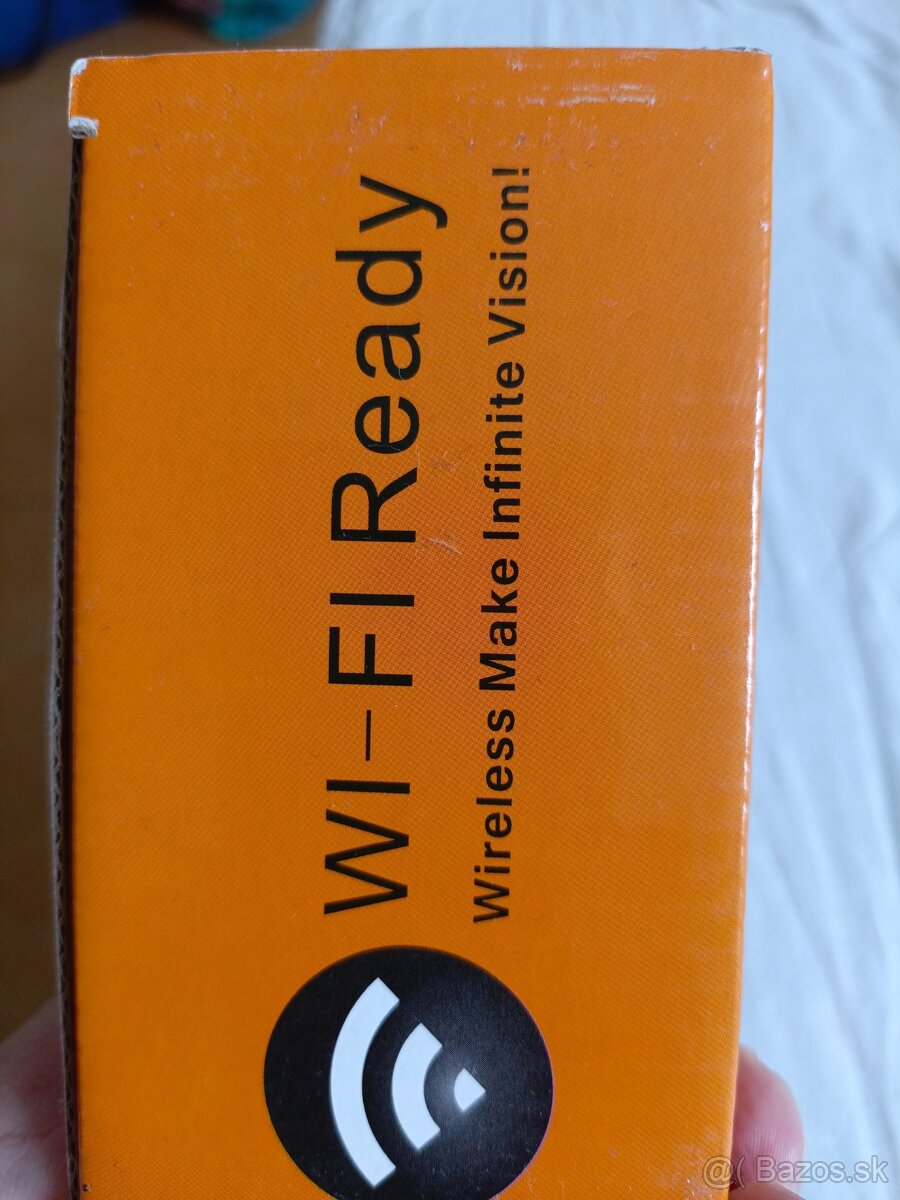 WI-FI Ready
Wireless Make Infinite Vision!
@( Bazos.sk